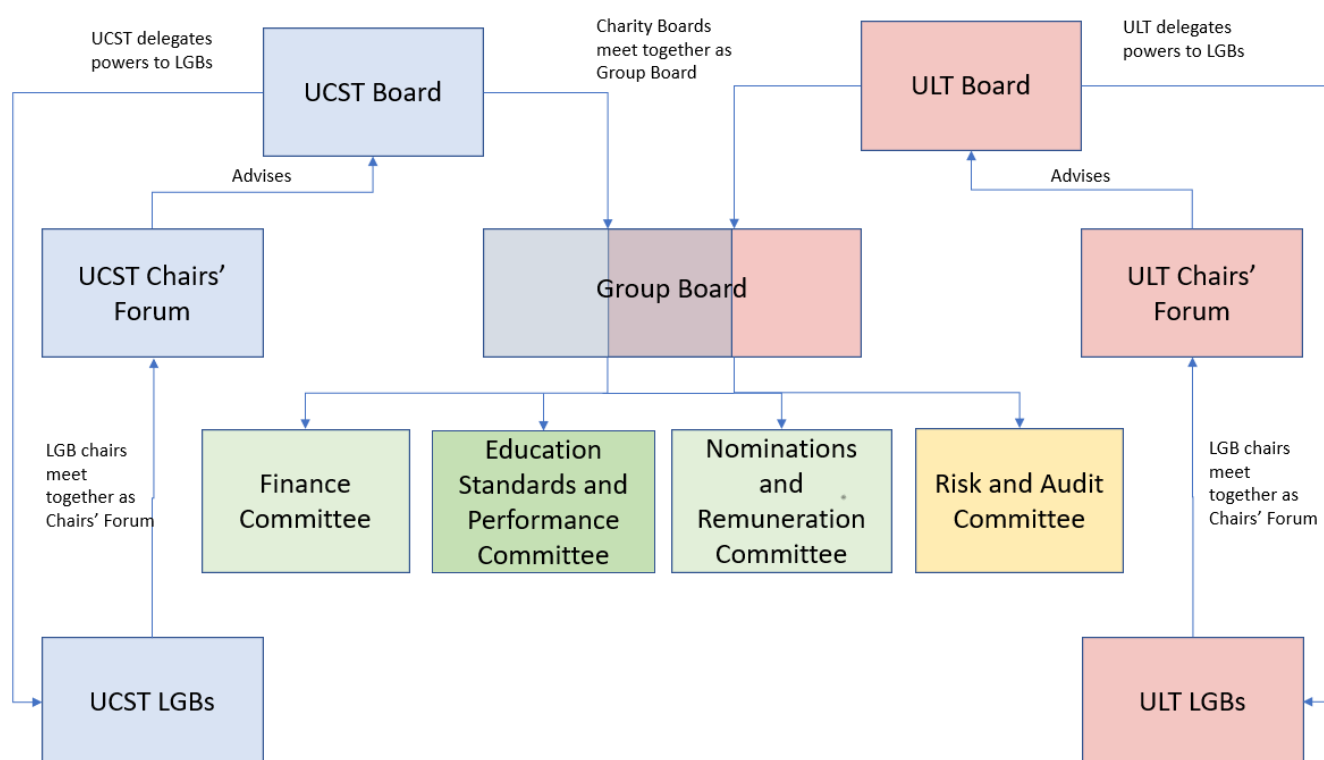 UCST delegates
powers to LGBs
UCST Board
Charity Boards
meet together as
Group Board
ULT Board
ULT delegates
powers to LGBs
Advises
Advises
UCST Chairs’
Forum
Group Board
ULT Chairs’
Forum
LGB chairs
meet
together as
Chairs’ Forum
Finance
Committee
Education
Standards and
Performance
Committee
Nominations
and
Remuneration
Committee
Risk and Audit
Committee
LGB chairs
meet
together as
Chairs’ Forum
UCST LGBs
ULT LGBs